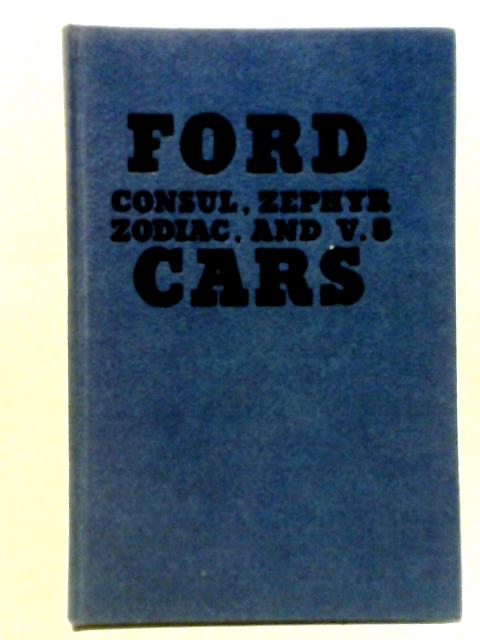 FORD
CONSUL, ZEPHYR
ZODIAC, AND V.8
CARS